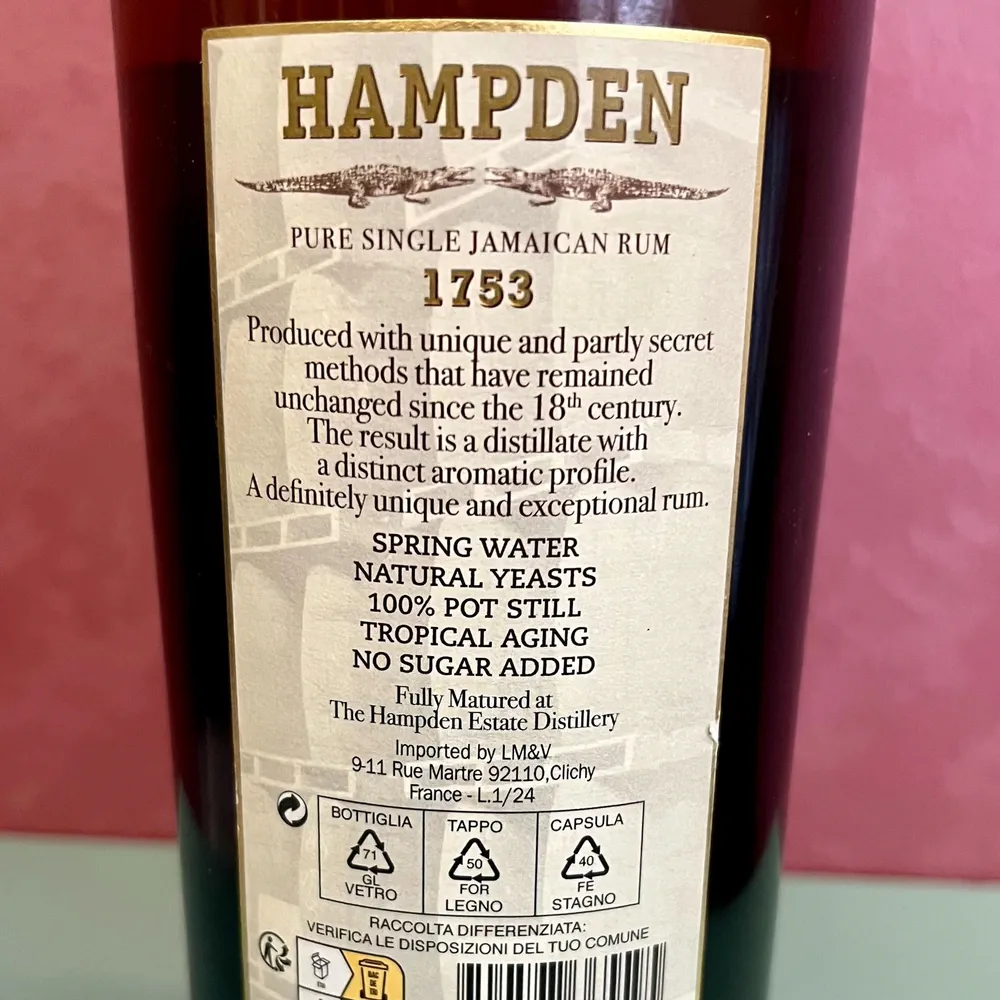 HAMPDEN
PURE SINGLE JAMAICAN RUM
1753
Produced with unique and partly secret
methods that have remained
unchanged since the 18th century.
The result is a distillate with
a distinct aromatic profile.
A definitely unique and exceptional rum.
SPRING WATER
NATURAL YEASTS
100% POT STILL
TROPICAL AGING
NO SUGAR ADDED
Fully Matured at
The Hampden Estate Distillery
Imported by LM&V
9-11 Rue Martre 92110,Clichy
France - L.1/24
BOTTIGLIA
71
GL
VETRO
TAPPO
50
FOR
LEGNO
CAPSULA
40
FE
STAGNO
RACCOLTA DIFFERENZIATA:
VERIFICA LE DISPOSIZIONI DEL TUO COMUNE
BAC
DE
TRI